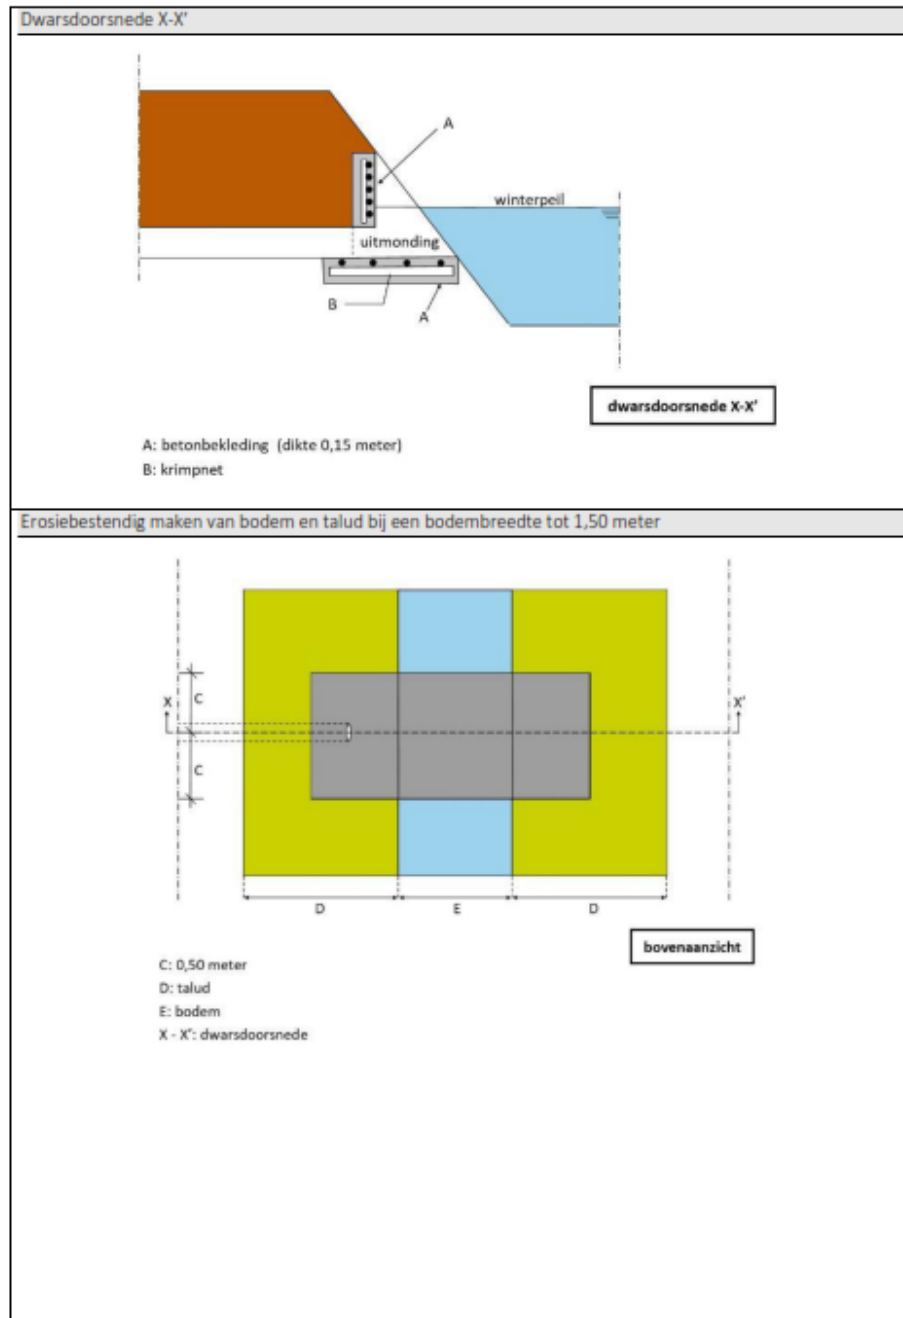 Dwarsdoorsnede X-X'
A
winterpeil
uitmonding
B
A
dwarsdoorsnede X-X'
A: betonbekleding (dikte 0,15 meter)
B: krimpnet
Erosiebestendig maken van bodem en talud bij een bodembreedte tot 1,50 meter
C
X
X'
C
D
E
D
bovenaanzicht
C: 0,50 meter
D: talud
E: bodem
X - X': dwarsdoorsnede